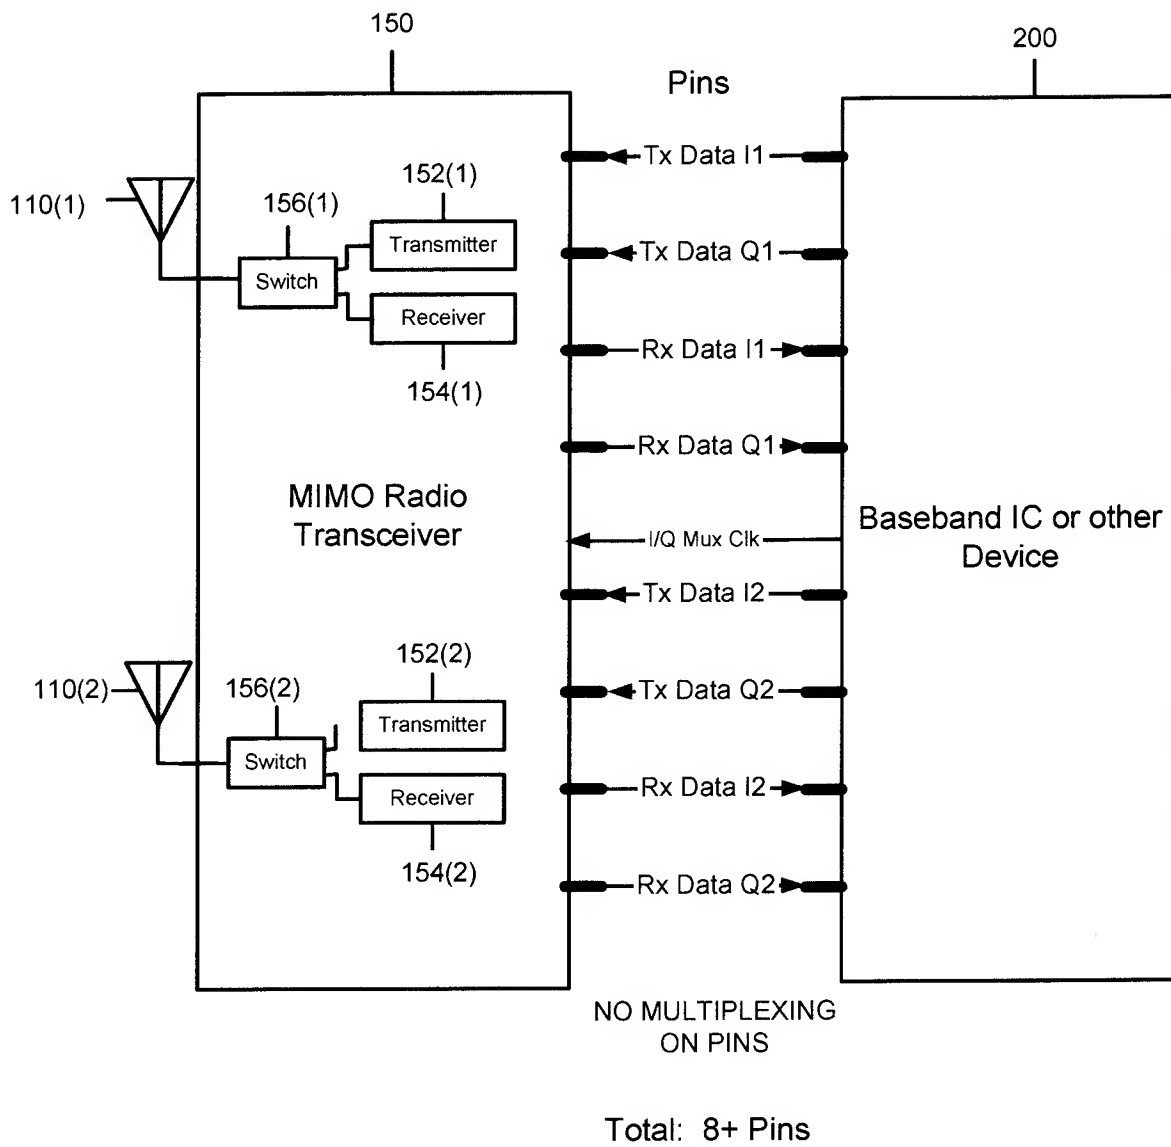 150
200
Pins
110(1)
152(1)
156(1)
Transmitter
Switch
Receiver
154(1)
Tx Data I1
Tx Data Q1
Rx Data I1
Rx Data Q1
MIMO Radio
Transceiver
I/Q Mux Clk
Baseband IC or other
Device
Tx Data I2
Tx Data Q2
Rx Data I2
Rx Data Q2
110(2)
152(2)
156(2)
Transmitter
Switch
Receiver
154(2)
NO MULTIPLEXING
ON PINS
Total: 8+ Pins